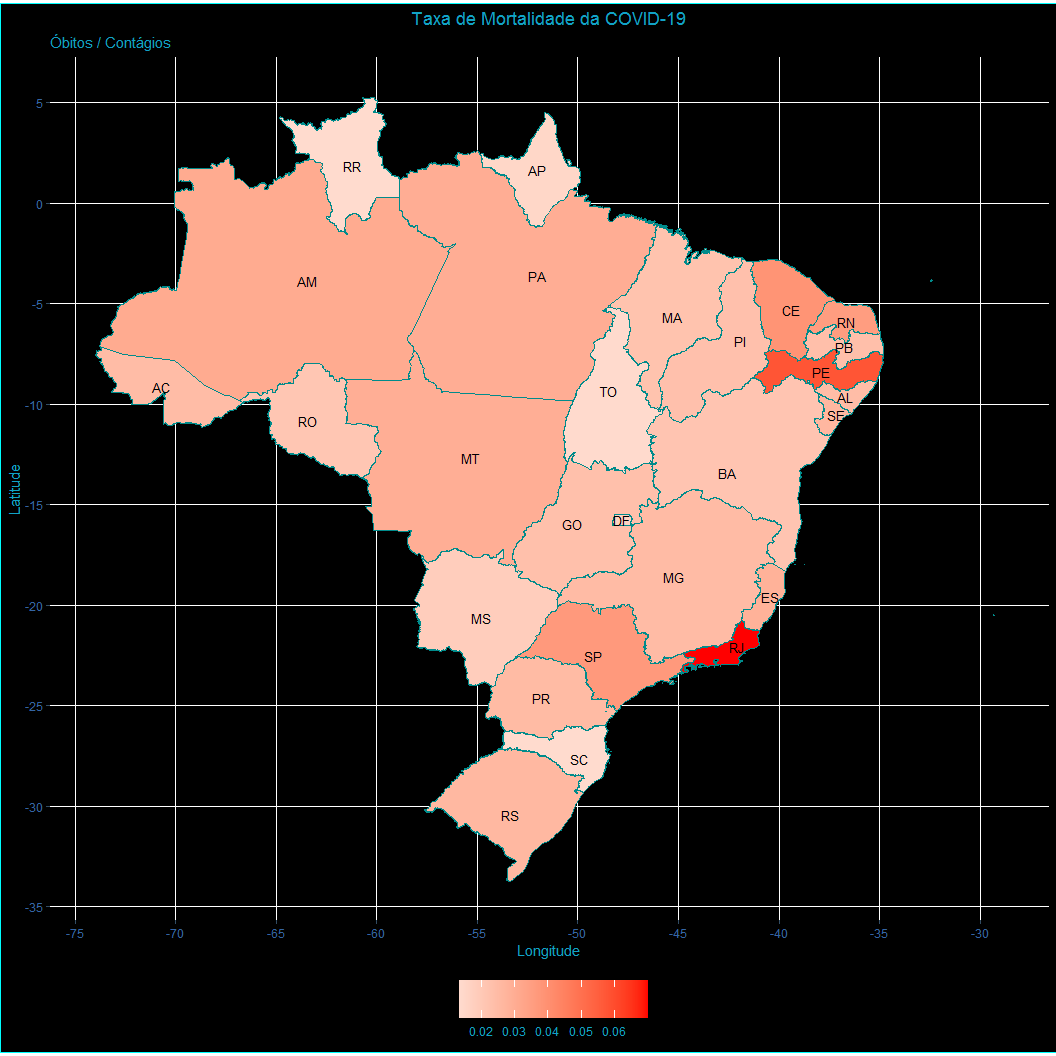 Taxa de Mortalidade da COVID-19
Óbitos / Contágios
5
0
-5
-10
-15
-20
-25
-30
-35
Latitude
RR
AP
AM
PA
MA
CE
RN
PI
PB
PE
AC
TO
AL
RO
SE
MT
BA
GO
DF
MG
ES
MS
RJ
SP
PR
SC
RS
-75 -70 -65 -60 -55 -50 -45 -40 -35 -30
Longitude
0.02 0.03 0.04 0.05 0.06